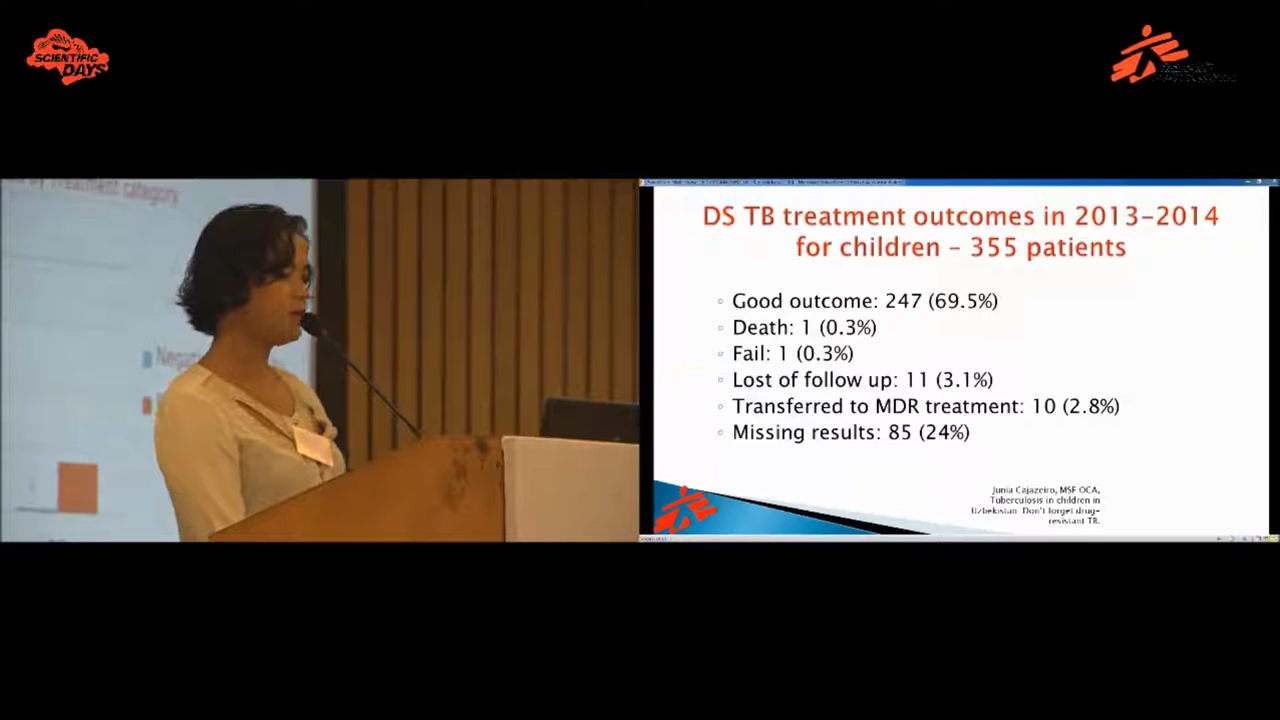 SCIENTIFIC
DAYS
by Treatment category
DS TB treatment outcomes in 2013-2014
for children - 355 patients
Good outcome: 247 (69.5%)
Death: 1 (0.3%)
Fail: 1 (0.3%)
Lost of follow up: 11 (3.1%)
Transferred to MDR treatment: 10 (2.8%)
Missing results: 85 (24%)
Junia Cajazeiro, MSF OCA,
Tuberculosis in children in
Uzbekistan. Don't forget drug-
resistant TB.